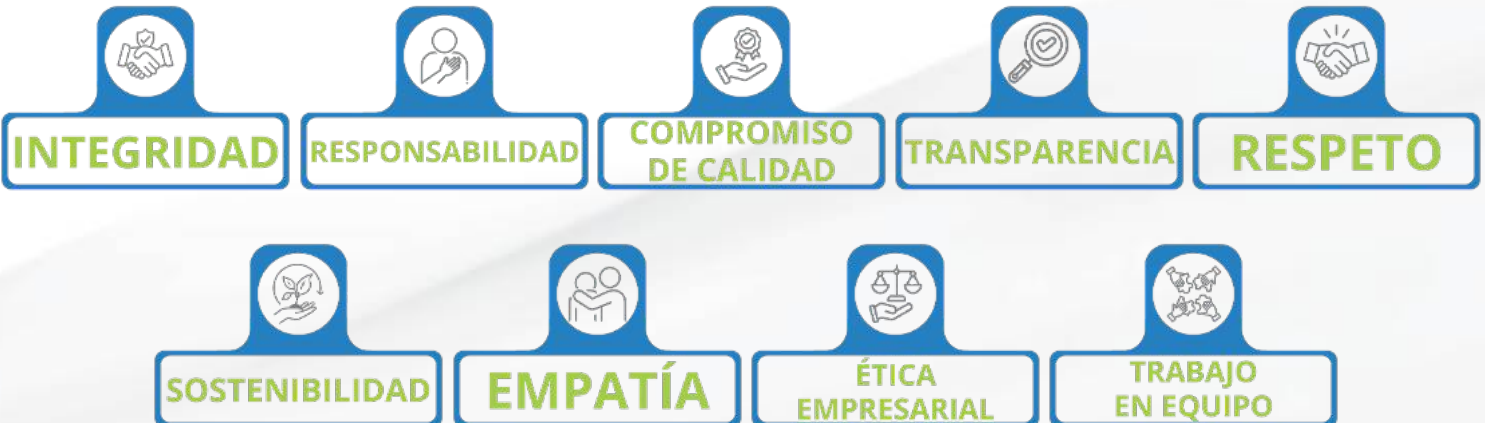 INTEGRIDAD
RESPONSABILIDAD
COMPROMISO
DE CALIDAD
TRANSPARENCIA
RESPETO
SOSTENIBILIDAD
EMPATÍA
ÉTICA
EMPRESARIAL
TRABAJO
EN EQUIPO